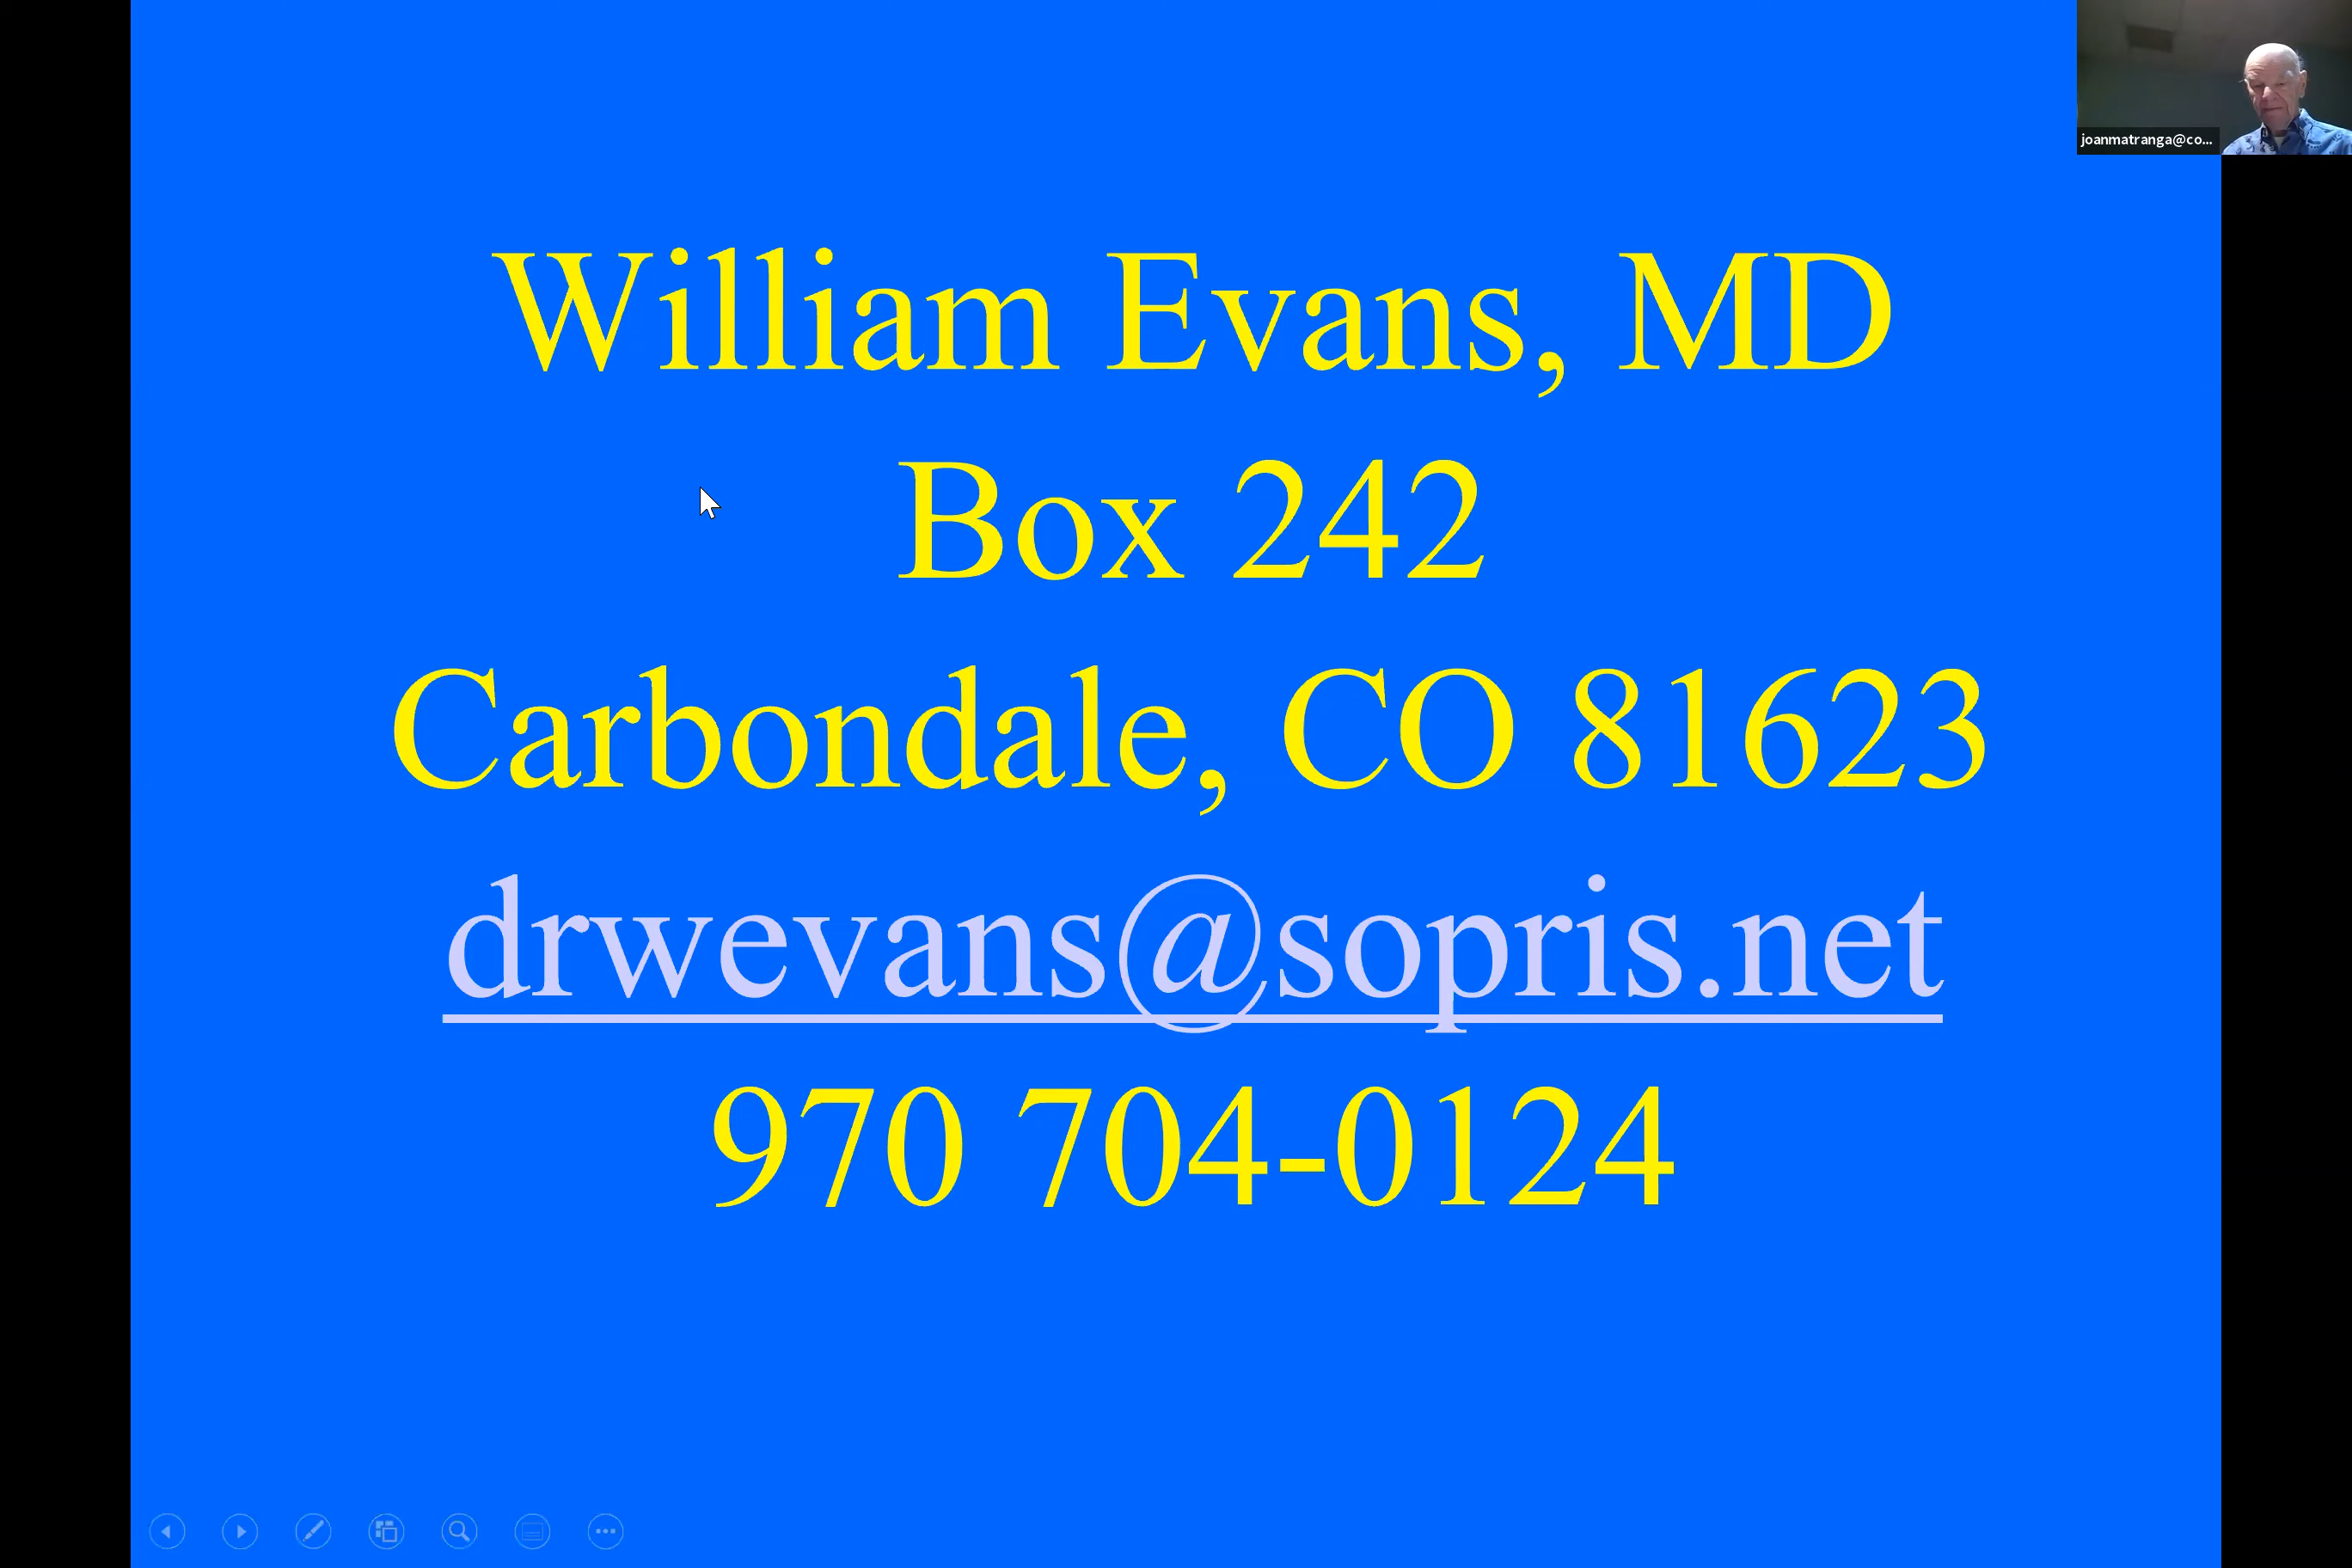 William Evans, MD
Box 242
Carbondale, CO 81623
drwevans@sopris.net
970 704-0124
joanmatranga@co...